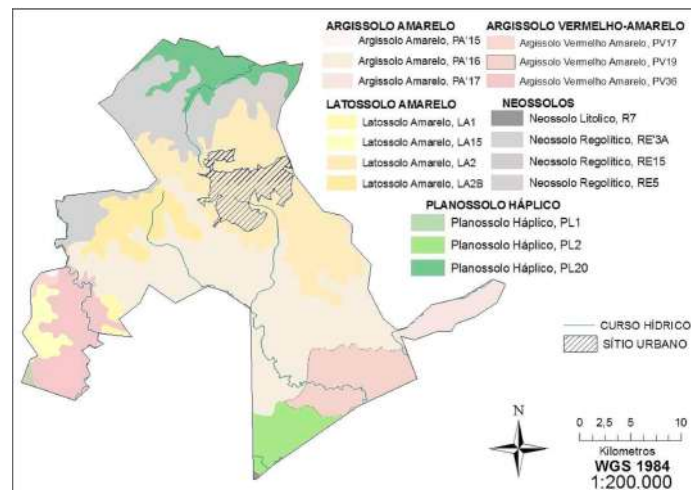 ARGISSOLO AMARELO
Argissolo Amarelo, PA'15
Argissolo Amarelo, PA'16
Argissolo Amarelo, PA'17
ARGISSOLO VERMELHO-AMARELO
Argissolo Vermelho Amarelo, PV17
Argissolo Vermelho Amarelo, PV19
Argissolo Vermelho Amarelo, PV36
LATOSSOLO AMARELO
Latossolo Amarelo, LA1
Latossolo Amarelo, LA15
Latossolo Amarelo, LA2
Latossolo Amarelo, LA2B
NEOSSOLOS
Neossolo Litolico, R7
Neossolo Regolítico, RE'3A
Neossolo Regolítico, RE15
Neossolo Regolítico, RE5
PLANOSSOLO HÁPLICO
Planossolo Háplico, PL1
Planossolo Háplico, PL2
Planossolo Háplico, PL20
CURSO HÍDRICO
SÍTIO URBANO
N
0 2,5 5 10
Kilometros
WGS 1984
1:200.000